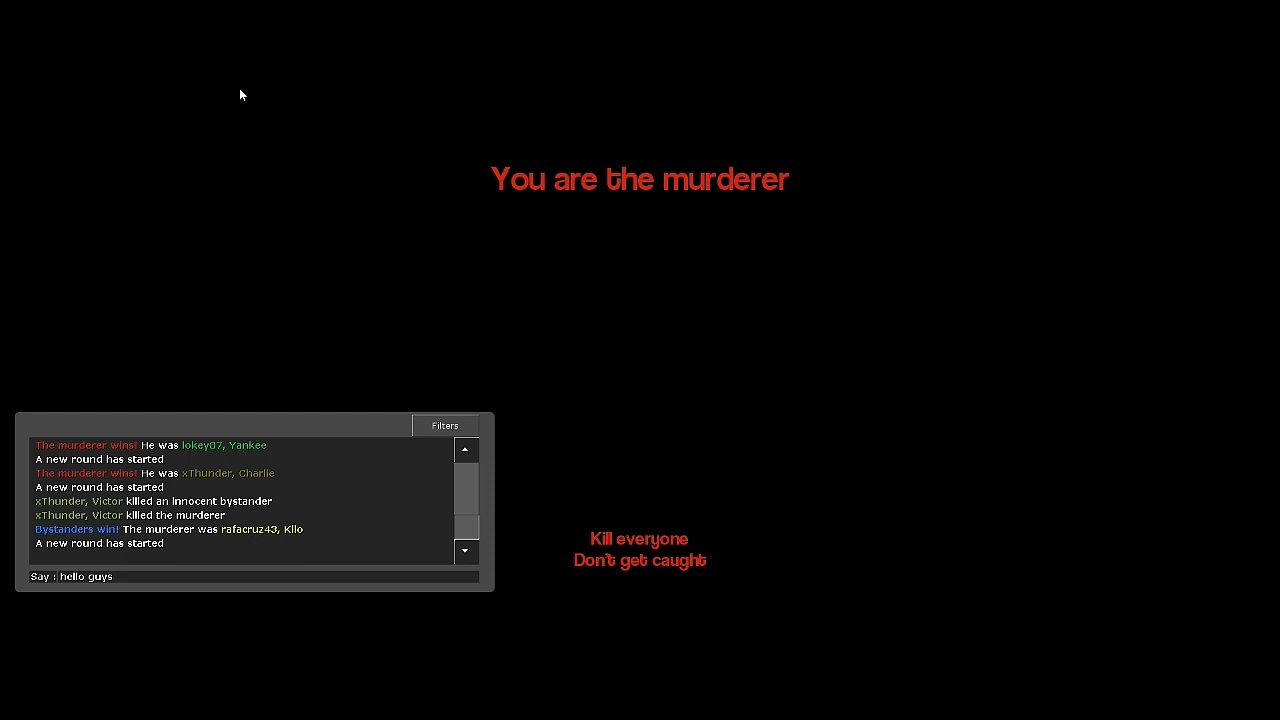 You are the murderer
Filters
The murderer wins! He was lokey07, Yankee
A new round has started
The murderer wins! He was xThunder, Charlie
A new round has started
xThunder, Victor killed an innocent bystander
xThunder, Victor killed the murderer
Bystanders win! The murderer was rafacruz43, Kilo
A new round has started
Say : hello guys
Kill everyone
Don't get caught